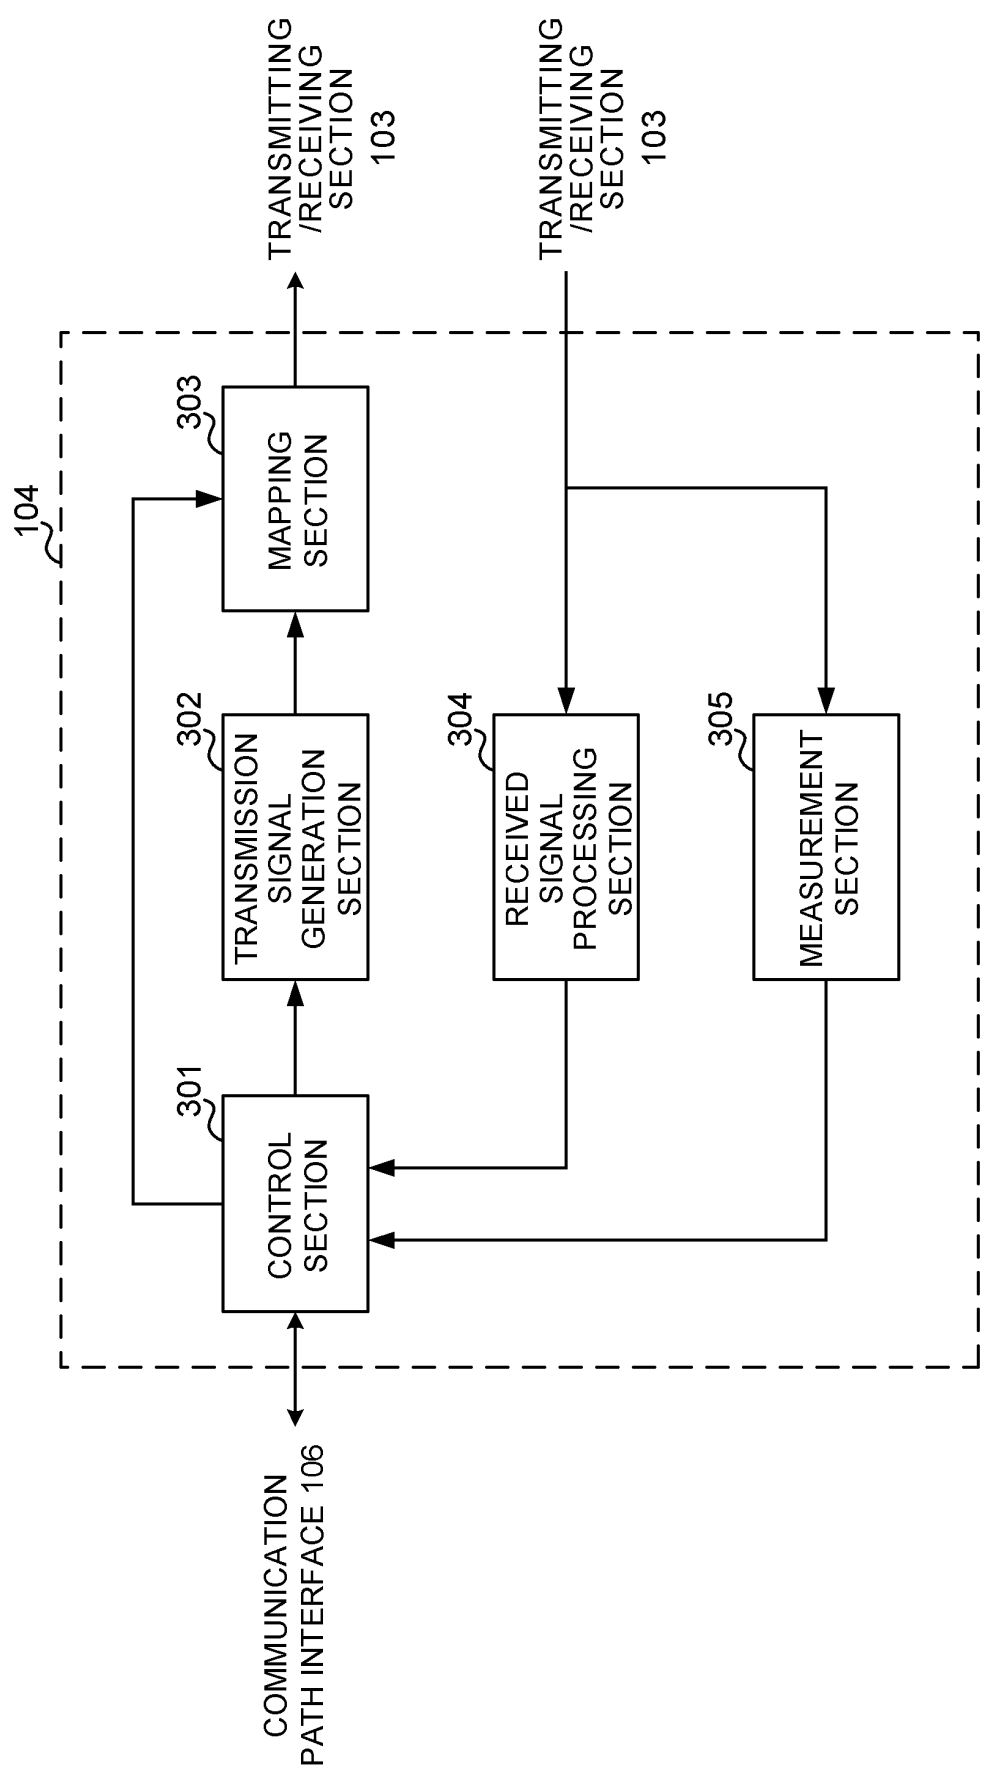 104
COMMUNICATION
PATH INTERFACE 106
301
CONTROL
SECTION
302
TRANSMISSION
SIGNAL
GENERATION
SECTION
303
MAPPING
SECTION
TRANSMITTING
/RECEIVING
SECTION
103
304
RECEIVED
SIGNAL
PROCESSING
SECTION
TRANSMITTING
/RECEIVING
SECTION
103
305
MEASUREMENT
SECTION